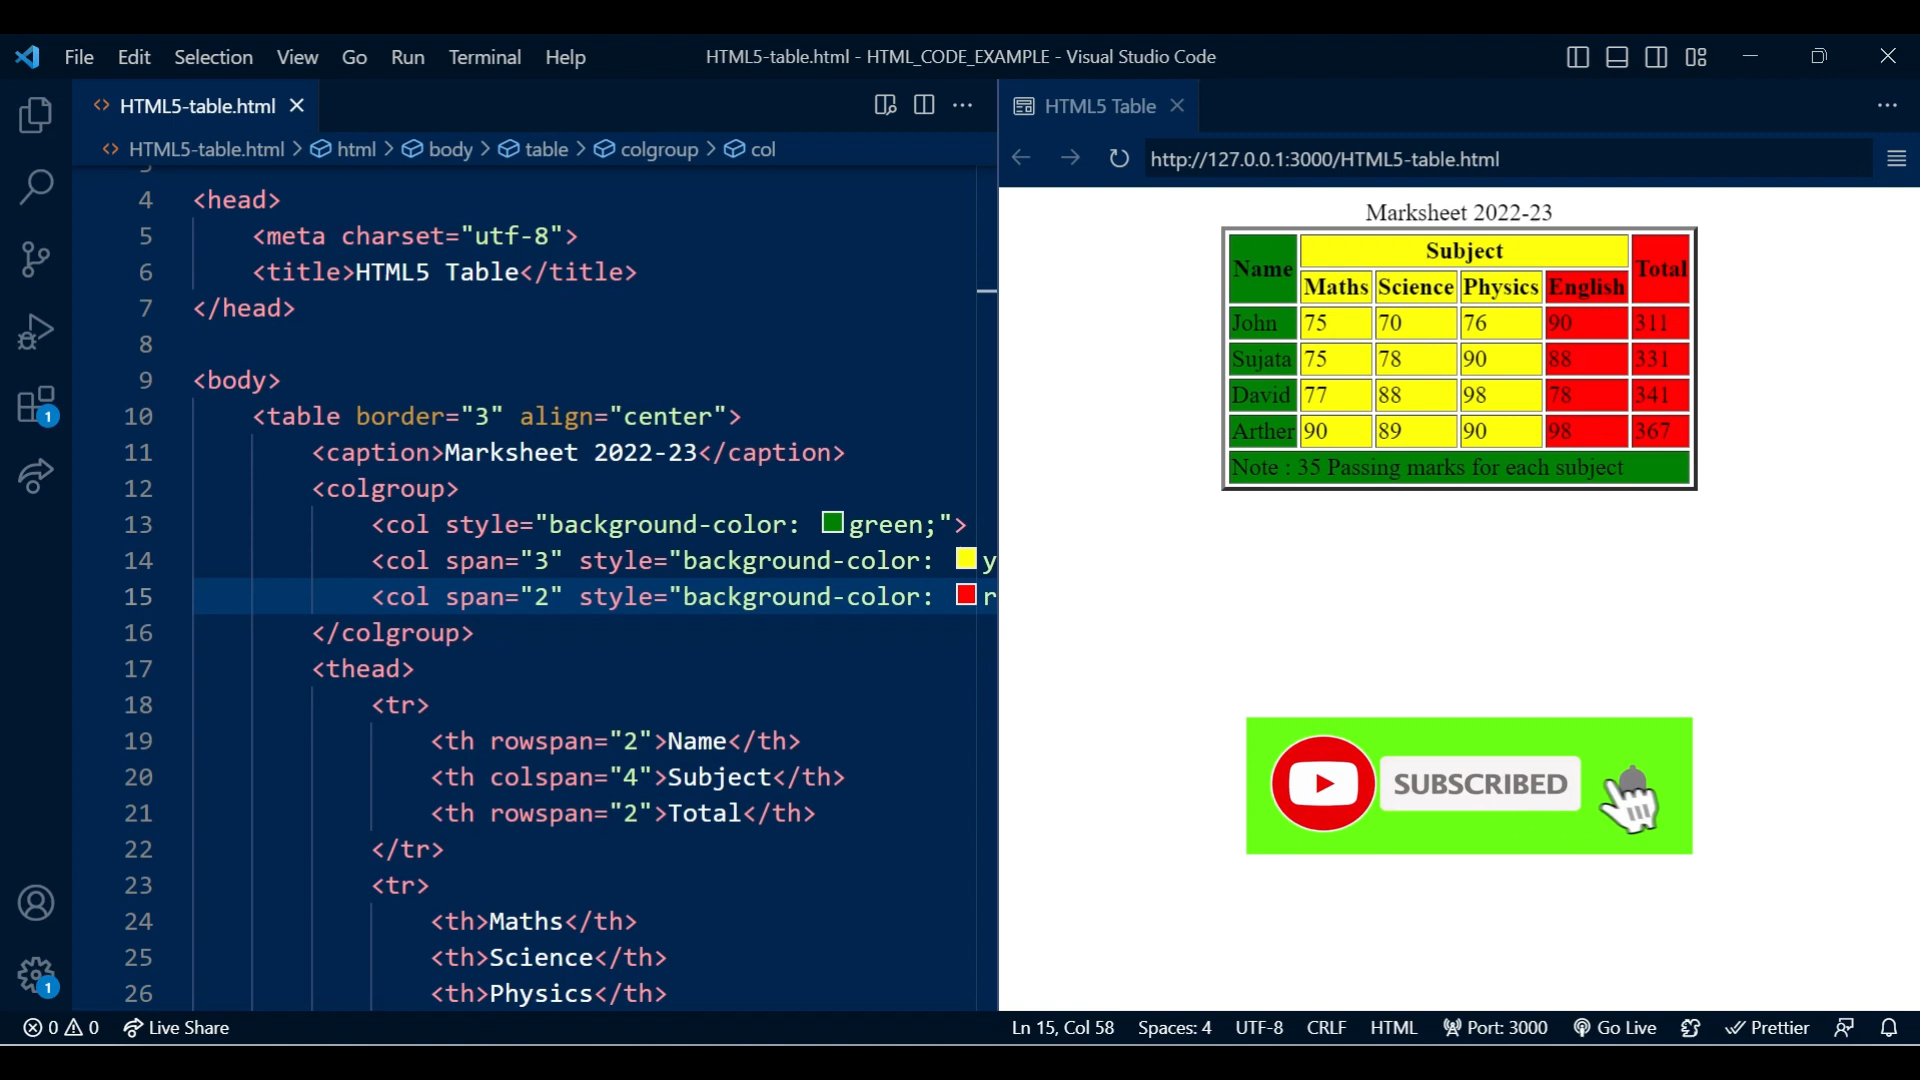 File Edit Selection View Go Run Terminal Help HTML5-table.html - HTML_CODE_EXAMPLE - Visual Studio Code
HTML5-table.html
HTML5-table.html > html > body > table > colgroup > col
4 <head>
5 <meta charset="utf-8">
6 <title>HTML5 Table</title>
7 </head>
8
9 <body>
10 <table border="3" align="center">
11 <caption>Marksheet 2022-23</caption>
12 <colgroup>
13 <col style="background-color: green;">
14 <col span="3" style="background-color: y
15 <col span="2" style="background-color: r
16 </colgroup>
17 <thead>
18 <tr>
19 <th rowspan="2">Name</th>
20 <th colspan="4">Subject</th>
21 <th rowspan="2">Total</th>
22 </tr>
23 <tr>
24 <th>Maths</th>
25 <th>Science</th>
26 <th>Physics</th>
HTML5 Table
http://127.0.0.1:3000/HTML5-table.html
Marksheet 2022-23
Name Subject Total
Maths Science Physics English
John 75 70 76 90 311
Sujata 75 78 90 88 331
David 77 88 98 78 341
Arther 90 89 90 98 367
Note : 35 Passing marks for each subject
SUBSCRIBED
1
1
0 0 Live Share Ln 15, Col 58 Spaces: 4 UTF-8 CRLF HTML Port: 3000 Go Live Prettier